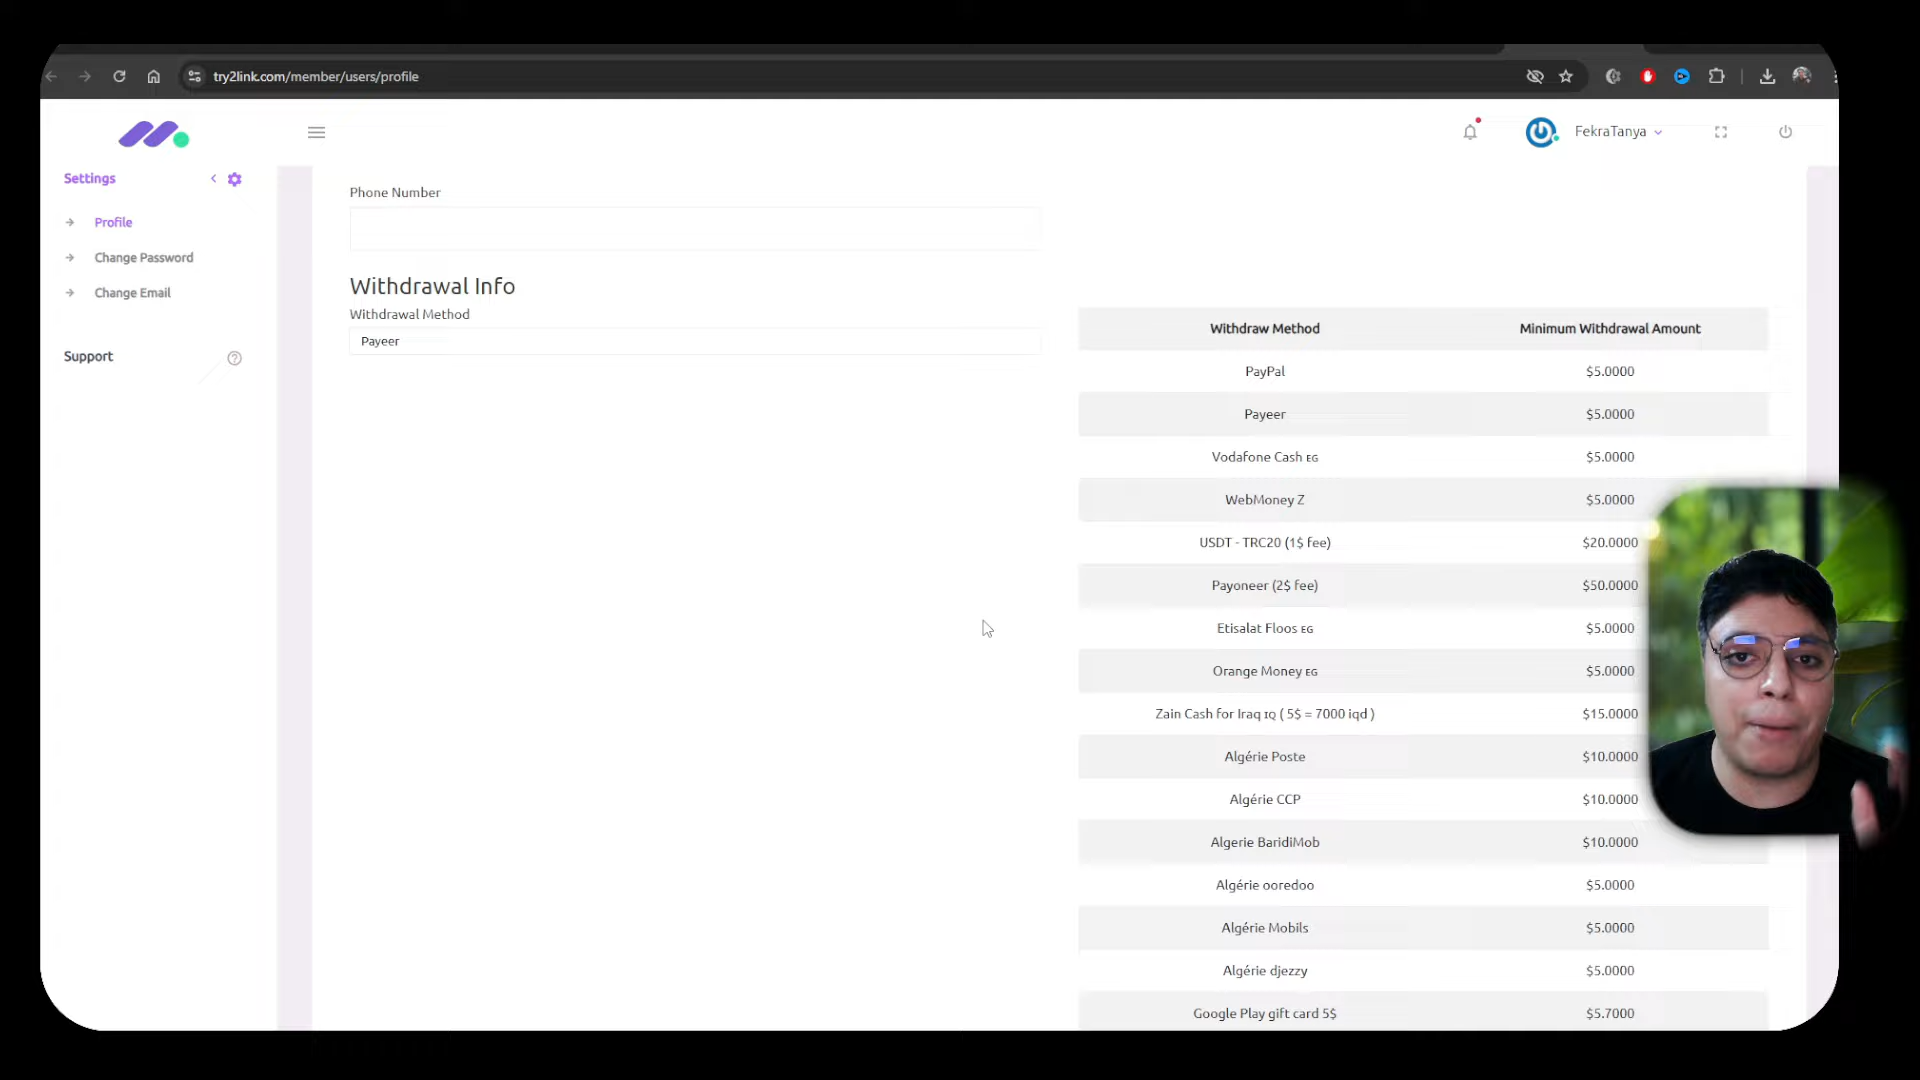 try2link.com/member/users/profile
FekraTanya
Settings
Profile
Change Password
Change Email
Support
Phone Number
Withdrawal Info
Withdrawal Method
Payeer
Withdraw Method Minimum Withdrawal Amount
PayPal $5.0000
Payeer $5.0000
Vodafone Cash EG $5.0000
WebMoney Z $5.0000
USDT - TRC20 (1$ fee) $20.0000
Payoneer (2$ fee) $50.0000
Etisalat Floos EG $5.0000
Orange Money EG $5.0000
Zain Cash for Iraq IQ ( 5$ = 7000 iqd ) $15.0000
Algérie Poste $10.0000
Algérie CCP $10.0000
Algerie BaridiMob $10.0000
Algérie ooredoo $5.0000
Algérie Mobils $5.0000
Algérie djezzy $5.0000
Google Play gift card 5$ $5.7000